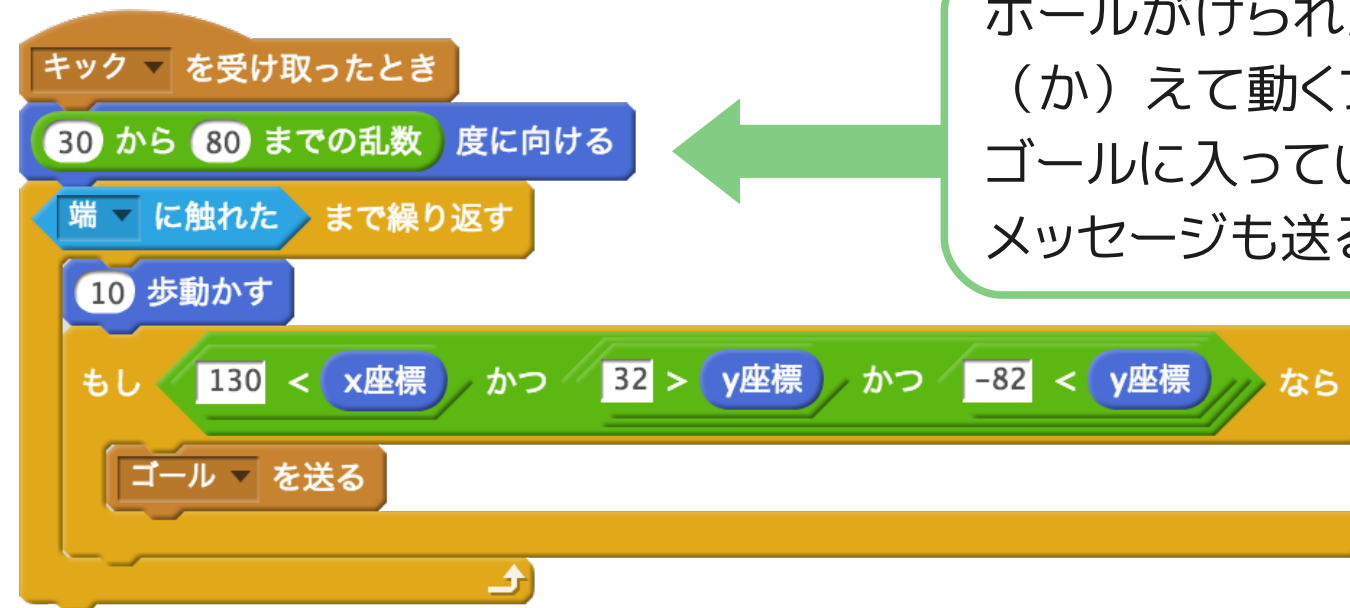 キック を受け取ったとき
30 から 80 までの乱数 度に向ける
端 に触れた まで繰り返す
10 歩動かす
もし 130 < x座標 かつ 32 > y座標 かつ -82 < y座標 なら
ゴール を送る
ボールがけられ
（か）えて動く
ゴールに入って
メッセージも送